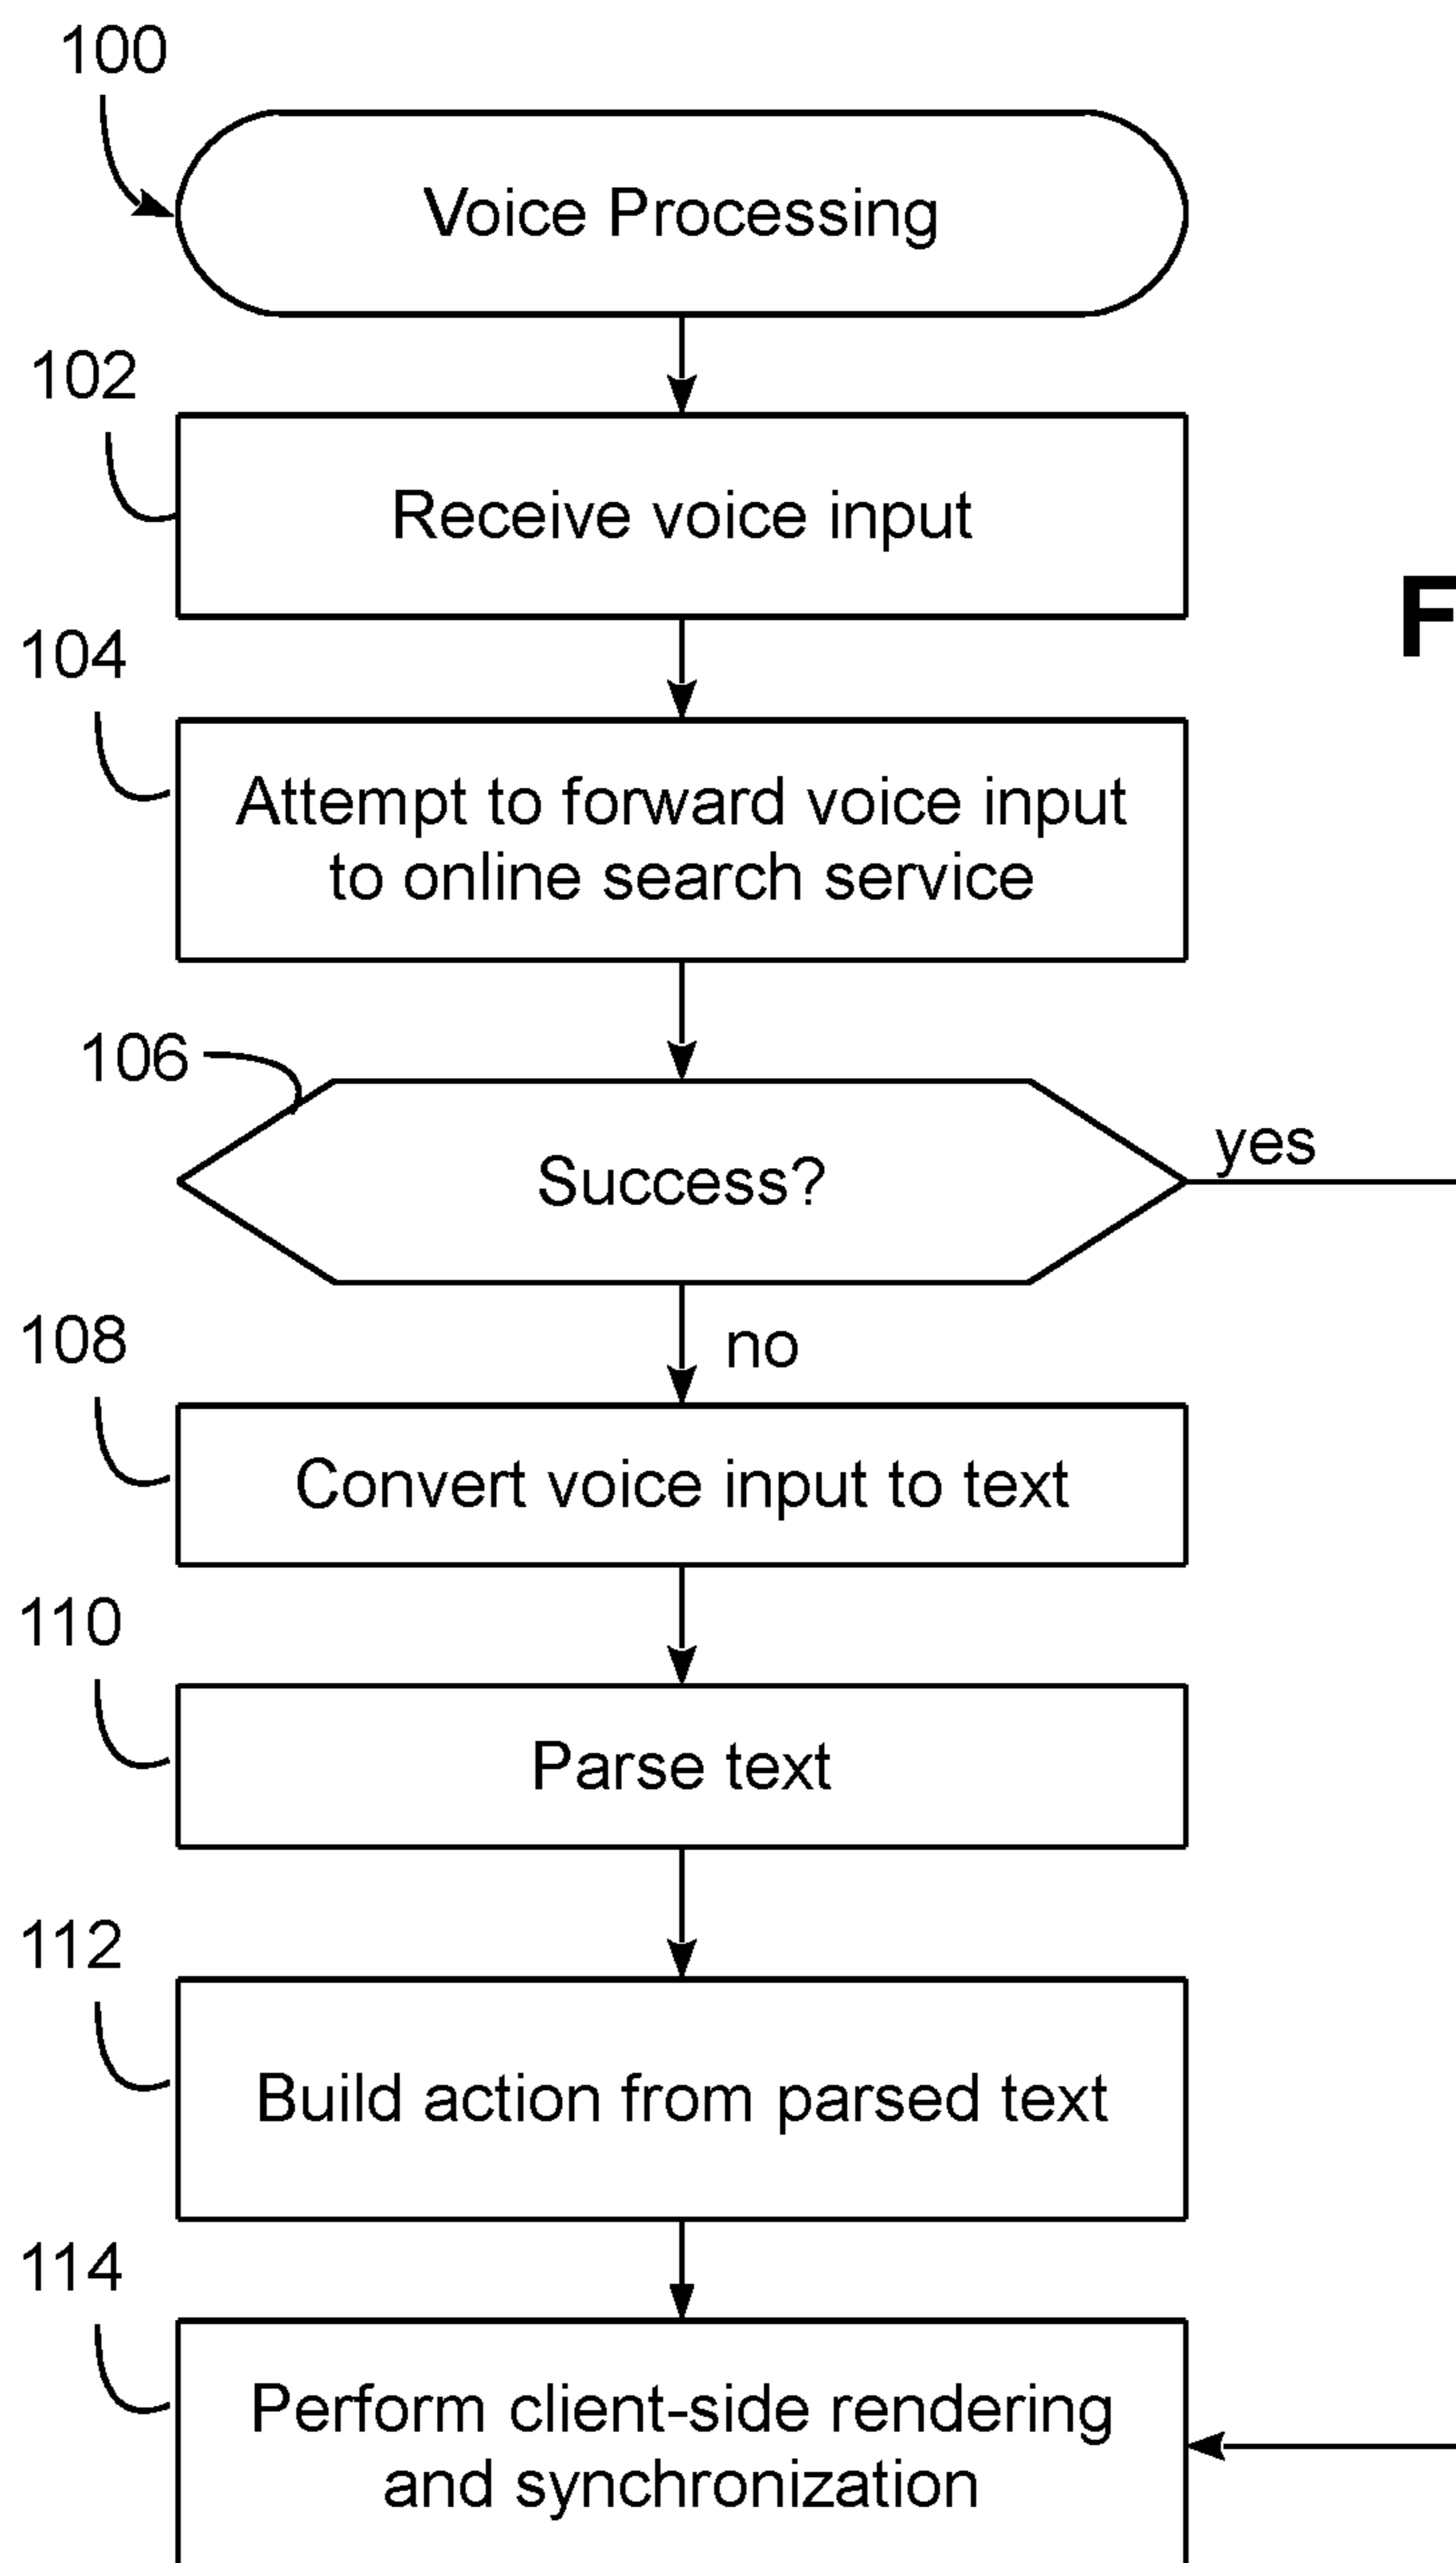 100
Voice Processing
102
Receive voice input
F
104
Attempt to forward voice input
to online search service
106
Success?
yes
no
108
Convert voice input to text
110
Parse text
112
Build action from parsed text
114
Perform client-side rendering
and synchronization